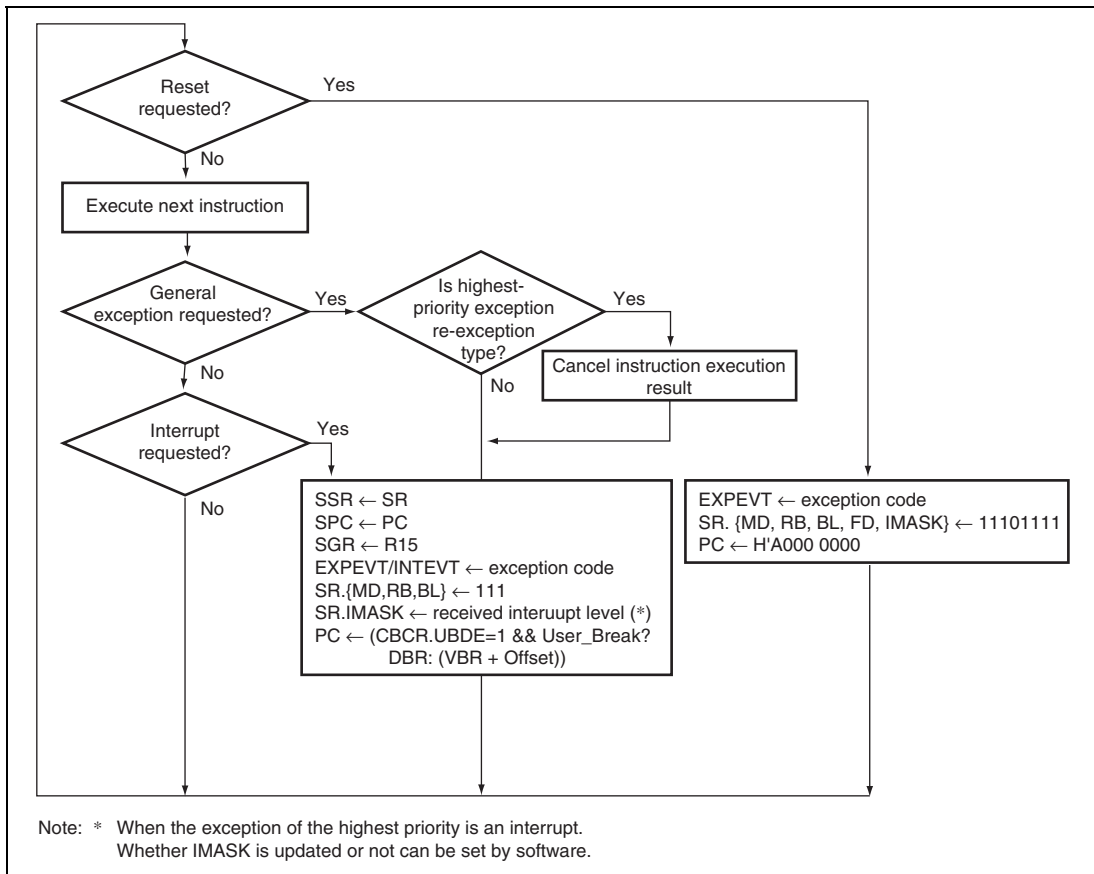 Reset
requested?
Yes
No
Execute next instruction
General
exception requested?
Yes
No
Is highest-
priority exception
re-exception
type?
Yes
No
Cancel instruction execution
result
Interrupt
requested?
Yes
No
SSR ← SR
SPC ← PC
SGR ← R15
EXPEVT/INTEVT ← exception code
SR.{MD,RB,BL} ← 111
SR.IMASK ← received interuupt level (*)
PC ← (CBCR.UBDE=1 && User_Break?
DBR: (VBR + Offset))
EXPEVT ← exception code
SR. {MD, RB, BL, FD, IMASK} ← 11101111
PC ← H'A000 0000
Note: * When the exception of the highest priority is an interrupt.
Whether IMASK is updated or not can be set by software.